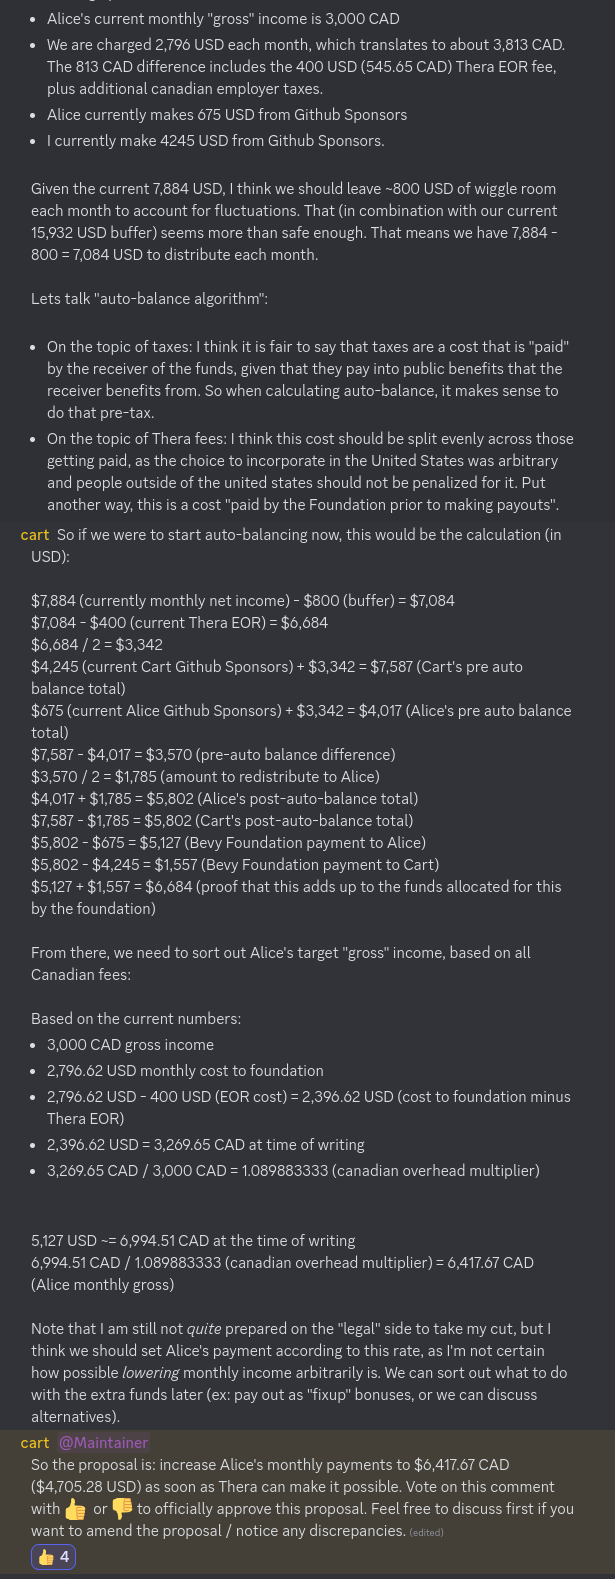 • Alice's current monthly "gross" income is 3,000 CAD
• We are charged 2,796 USD each month, which translates to about 3,813 CAD.
The 813 CAD difference includes the 400 USD (545.65 CAD) Thera EOR fee,
plus additional canadian employer taxes.
• Alice currently makes 675 USD from Github Sponsors
• I currently make 4245 USD from Github Sponsors.
Given the current 7,884 USD, I think we should leave ~800 USD of wiggle room
each month to account for fluctuations. That (in combination with our current
15,932 USD buffer) seems more than safe enough. That means we have 7,884 -
800 = 7,084 USD to distribute each month.
Lets talk "auto-balance algorithm":
• On the topic of taxes: I think it is fair to say that taxes are a cost that is "paid"
by the receiver of the funds, given that they pay into public benefits that the
receiver benefits from. So when calculating auto-balance, it makes sense to
do that pre-tax.
• On the topic of Thera fees: I think this cost should be split evenly across those
getting paid, as the choice to incorporate in the United States was arbitrary
and people outside of the united states should not be penalized for it. Put
another way, this is a cost "paid by the Foundation prior to making payouts".
cart So if we were to start auto-balancing now, this would be the calculation (in
USD):
$7,884 (currently monthly net income) - $800 (buffer) = $7,084
$7,084 - $400 (current Thera EOR) = $6,684
$6,684 / 2 = $3,342
$4,245 (current Cart Github Sponsors) + $3,342 = $7,587 (Cart's pre auto
balance total)
$675 (current Alice Github Sponsors) + $3,342 = $4,017 (Alice's pre auto balance
total)
$7,587 - $4,017 = $3,570 (pre-auto balance difference)
$3,570 / 2 = $1,785 (amount to redistribute to Alice)
$4,017 + $1,785 = $5,802 (Alice's post-auto-balance total)
$7,587 - $1,785 = $5,802 (Cart's post-auto-balance total)
$5,802 - $675 = $5,127 (Bevy Foundation payment to Alice)
$5,802 - $4,245 = $1,557 (Bevy Foundation payment to Cart)
$5,127 + $1,557 = $6,684 (proof that this adds up to the funds allocated for this
by the foundation)
From there, we need to sort out Alice's target "gross" income, based on all
Canadian fees:
Based on the current numbers:
• 3,000 CAD gross income
• 2,796.62 USD monthly cost to foundation
• 2,796.62 USD - 400 USD (EOR cost) = 2,396.62 USD (cost to foundation minus
Thera EOR)
• 2,396.62 USD = 3,269.65 CAD at time of writing
• 3,269.65 CAD / 3,000 CAD = 1.089883333 (canadian overhead multiplier)
5,127 USD ~= 6,994.51 CAD at the time of writing
6,994.51 CAD / 1.089883333 (canadian overhead multiplier) = 6,417.67 CAD
(Alice monthly gross)
Note that I am still not quite prepared on the "legal" side to take my cut, but I
think we should set Alice's payment according to this rate, as I'm not certain
how possible lowering monthly income arbitrarily is. We can sort out what to do
with the extra funds later (ex: pay out as "fixup" bonuses, or we can discuss
alternatives).
cart @Maintainer
So the proposal is: increase Alice's monthly payments to $6,417.67 CAD
($4,705.28 USD) as soon as Thera can make it possible. Vote on this comment
with 👍 or 👎 to officially approve this proposal. Feel free to discuss first if you
want to amend the proposal / notice any discrepancies. (edited)
👍 4